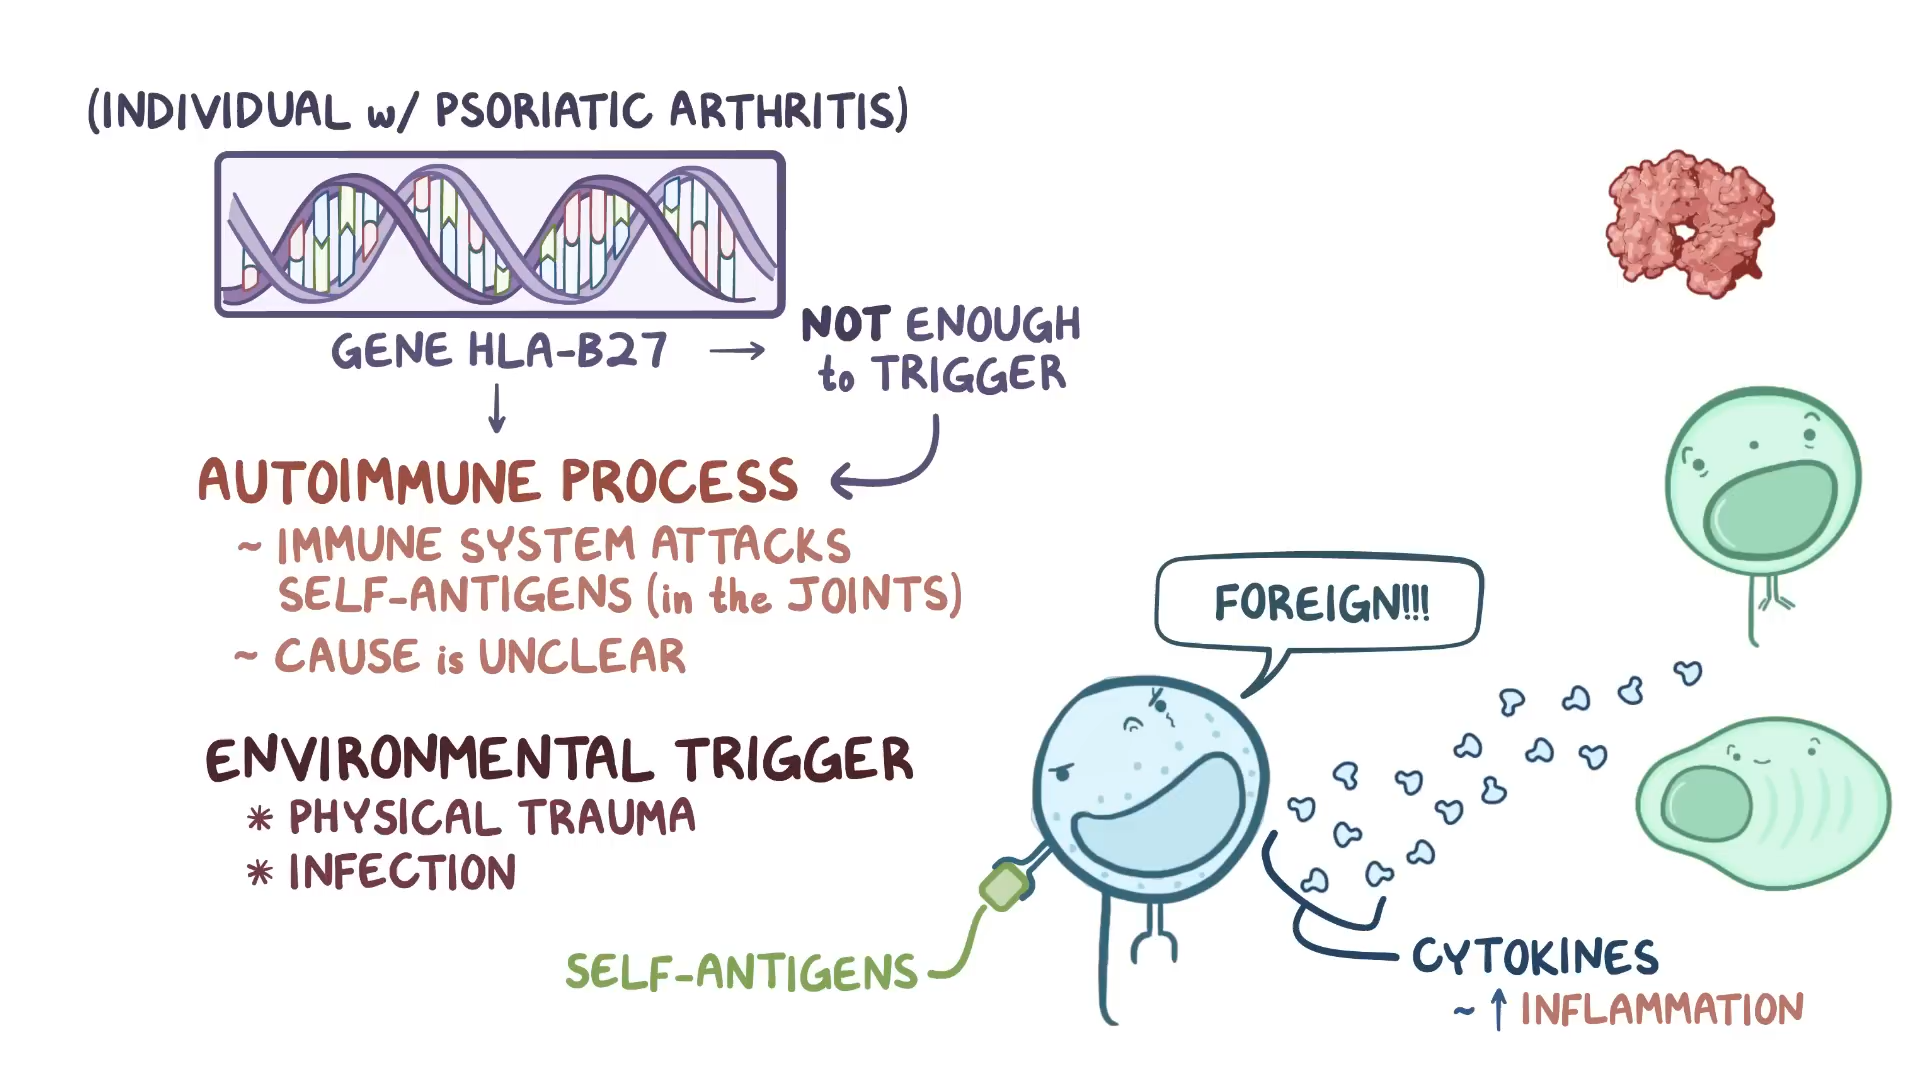 (INDIVIDUAL w/ PSORIATIC ARTHRITIS)
GENE HLA-B27 →
NOT ENOUGH
to TRIGGER
AUTOIMMUNE PROCESS
~ IMMUNE SYSTEM ATTACKS
SELF-ANTIGENS (in the JOINTS)
~ CAUSE is UNCLEAR
ENVIRONMENTAL TRIGGER
* PHYSICAL TRAUMA
* INFECTION
SELF-ANTIGENS
FOREIGN!!!
CYTOKINES
~ ↑ INFLAMMATION